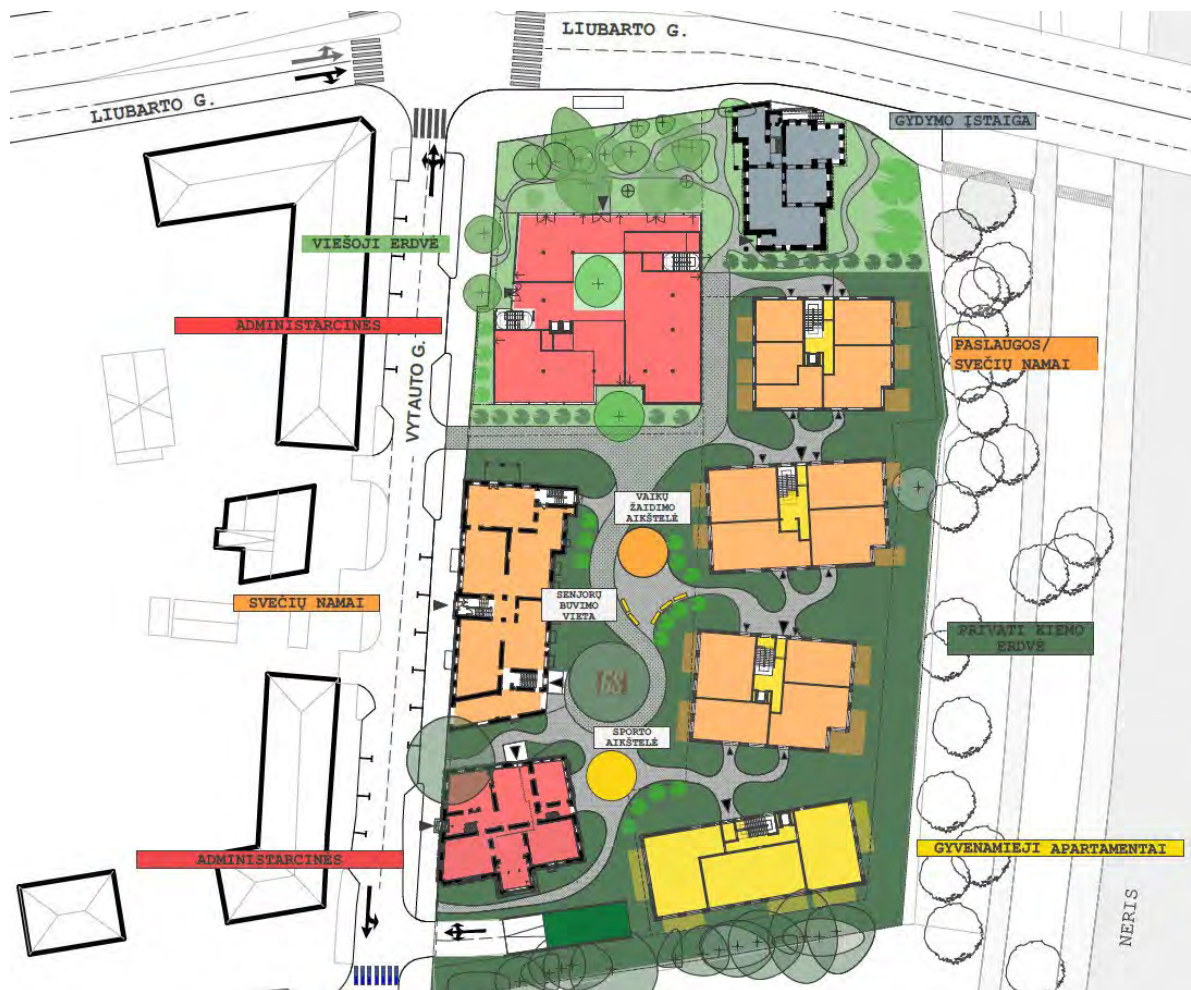 LIUBARTO G.
LIUBARTO G.
GYDYMO ĮSTAIGA
VIEŠOJI ERDVĖ
ADMINISTARCINĖS
PASLAUGOS/
SVEČIŲ NAMAI
VYTAUTO G.
VAIKŲ
ŽAIDIMO
AIKŠTELĖ
SENJORŲ
BUVIMO
VIETA
SVEČIŲ NAMAI
PRIVATI KIEMO
ERDVĖ
SPORTO
AIKŠTELĖ
ADMINISTARCINĖS
GYVENAMIEJI APARTAMENTAI
NERIS